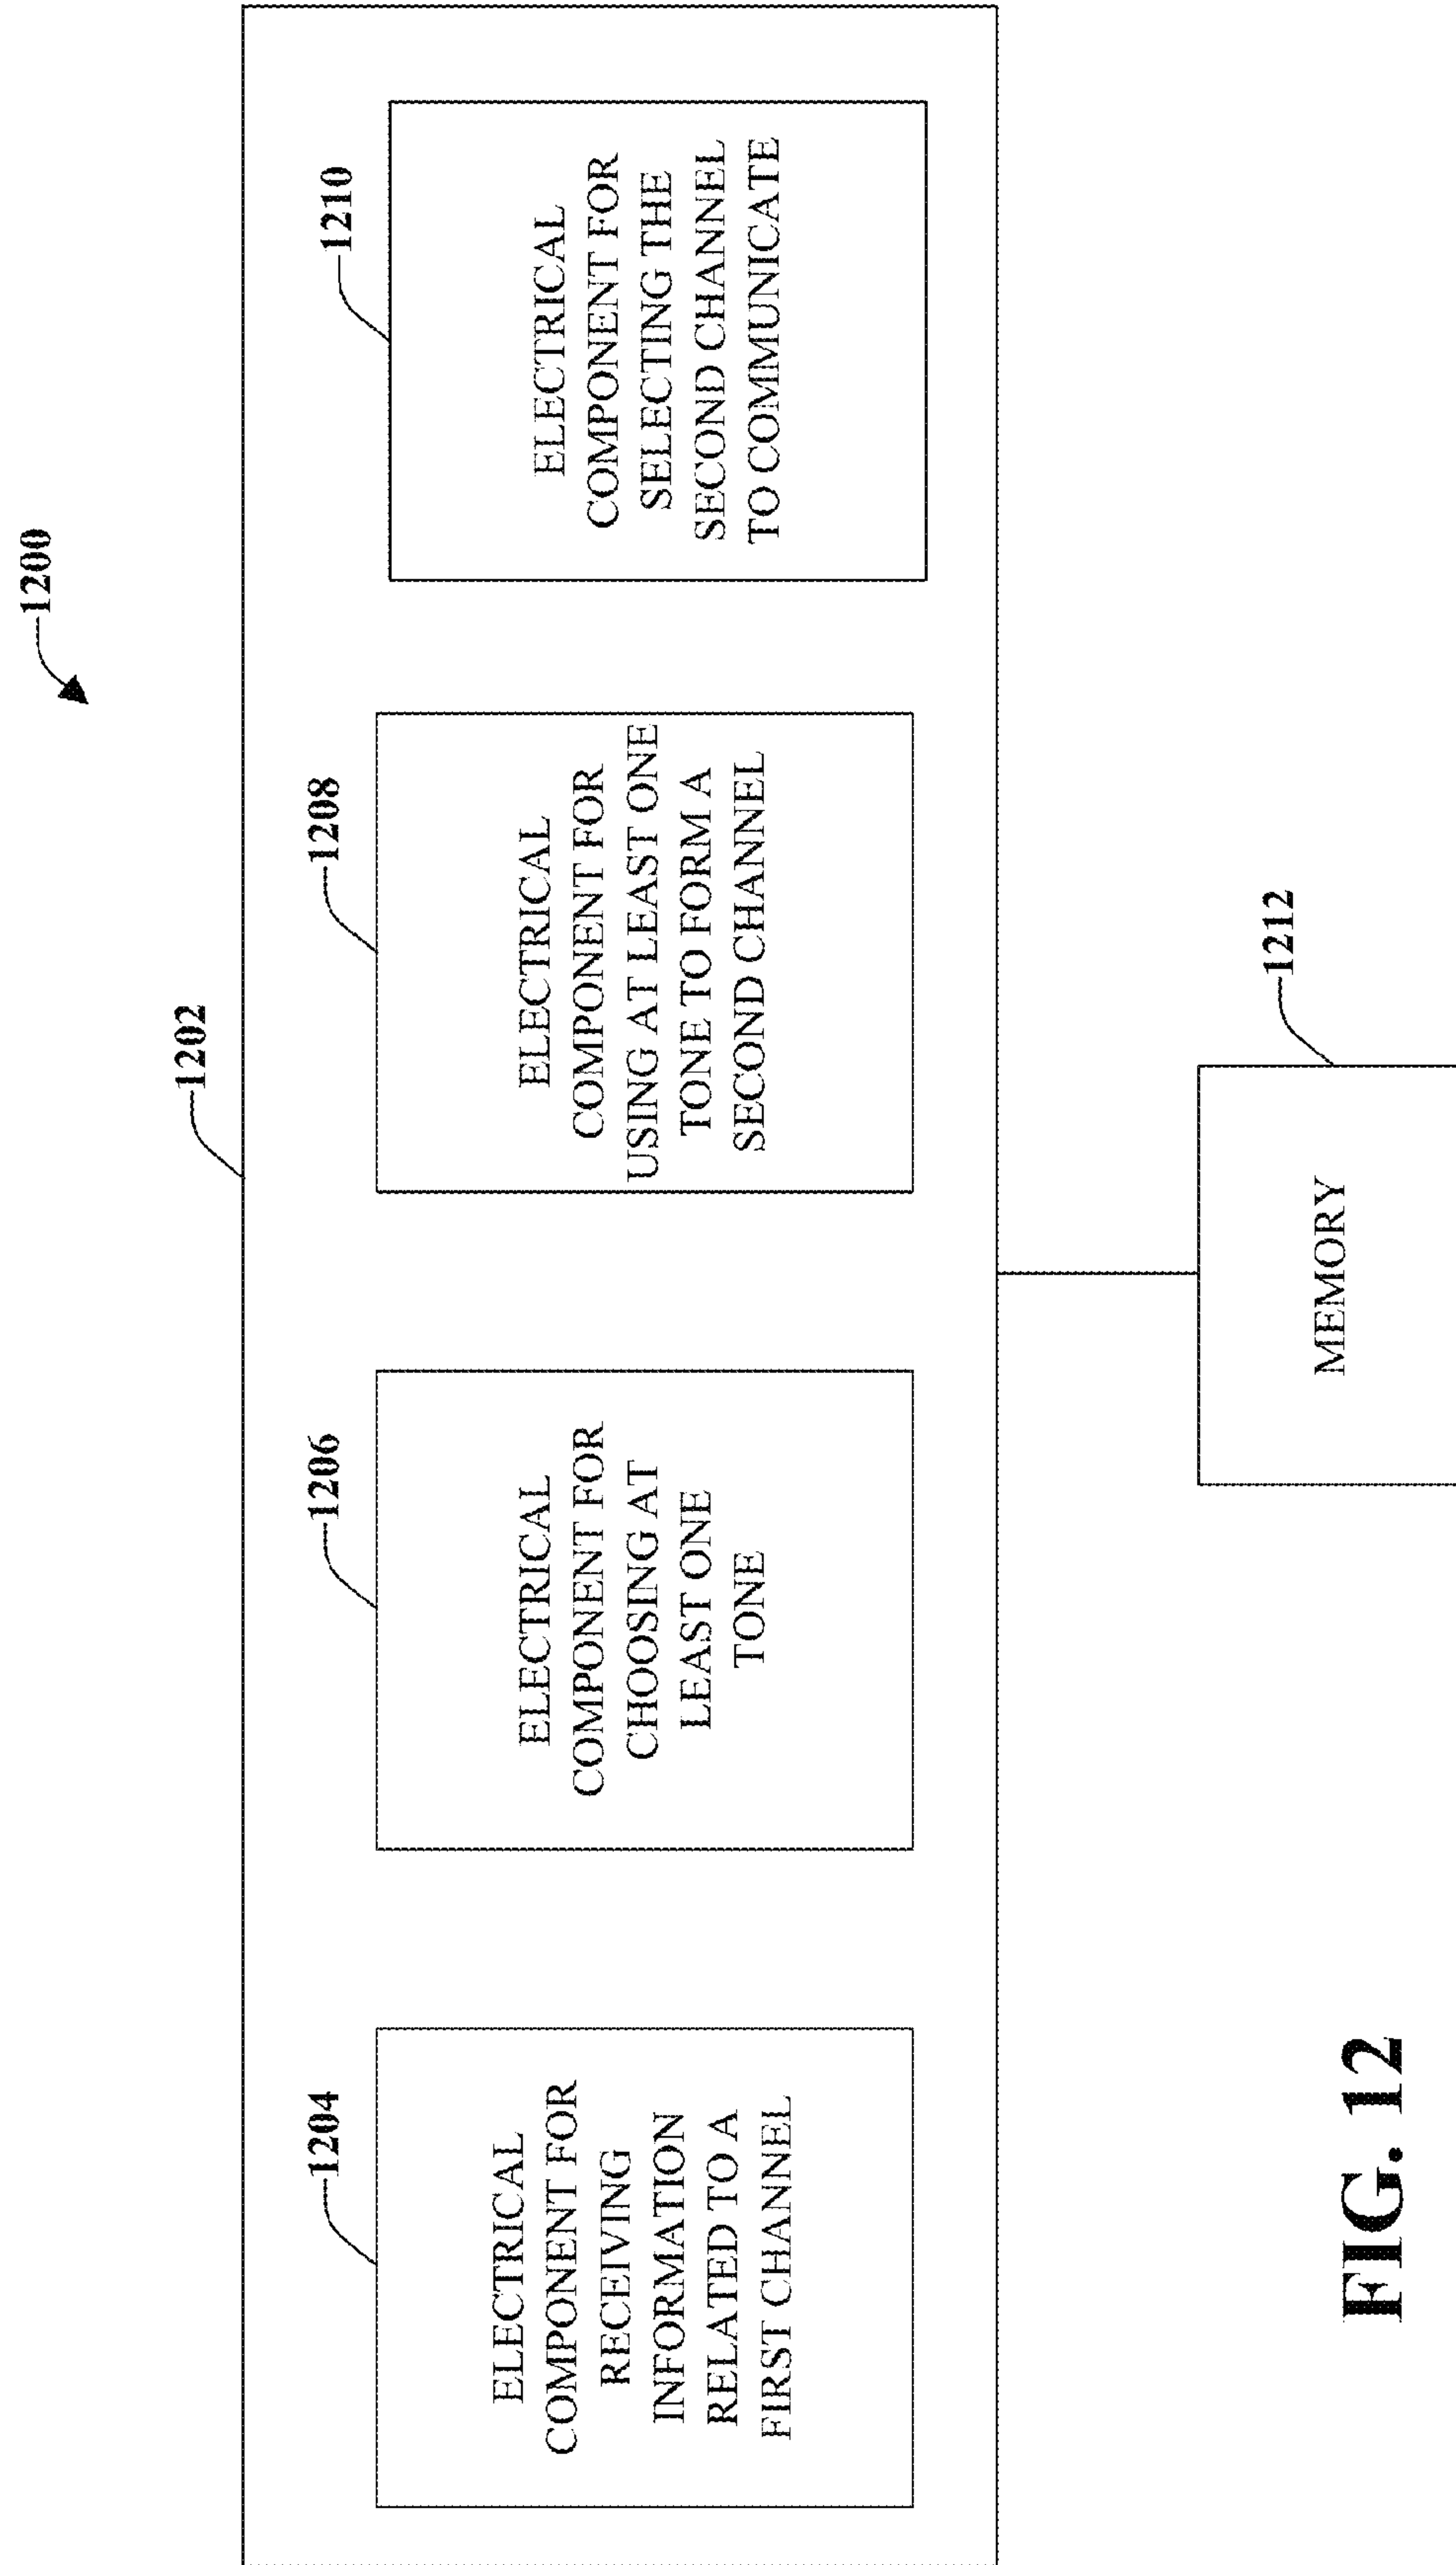 1200
1202
1204
ELECTRICAL
COMPONENT FOR
RECEIVING
INFORMATION
RELATED TO A
FIRST CHANNEL
1206
ELECTRICAL
COMPONENT FOR
CHOOSING AT
LEAST ONE
TONE
1208
ELECTRICAL
COMPONENT FOR
USING AT LEAST ONE
TONE TO FORM A
SECOND CHANNEL
1210
ELECTRICAL
COMPONENT FOR
SELECTING THE
SECOND CHANNEL
TO COMMUNICATE
1212
MEMORY
FIG. 12